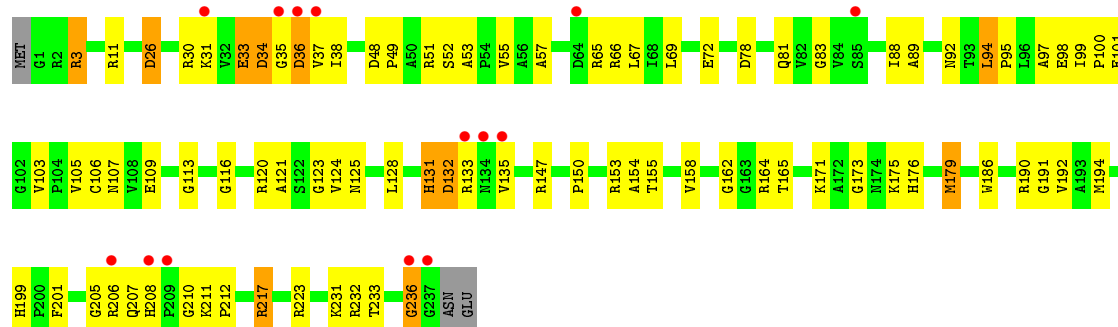 MET G1 R2 R3 R11 D26 R30 K31 V32 E33 D34 G35 D36 V37 I38 D48 P49 A50 R51 S52 A53 P54 V55 A56 A57 D64 R65 R66 L67 I68 L69 E72 D78 Q81 V82 G83 V84 S85 I88 A89 N92 T93 L94 P95 L96 A97 E98 I99 P100
G102 V103 P104 V105 C106 N107 V108 E109 G113 G116 R120 A121 S122 G123 V124 N125 L128 H131 D132 R133 N134 V135 R147 P150 R153 A154 T155 V158 G162 G163 R164 T165 K171 A172 G173 N174 K175 H176 M179 W186 R190 G191 V192 A193 M194
H199 P200 F201 G205 R206 Q207 H208 P209 G210 K211 P212 R217 R223 K231 R232 T233 G236 G237 ASN GLU